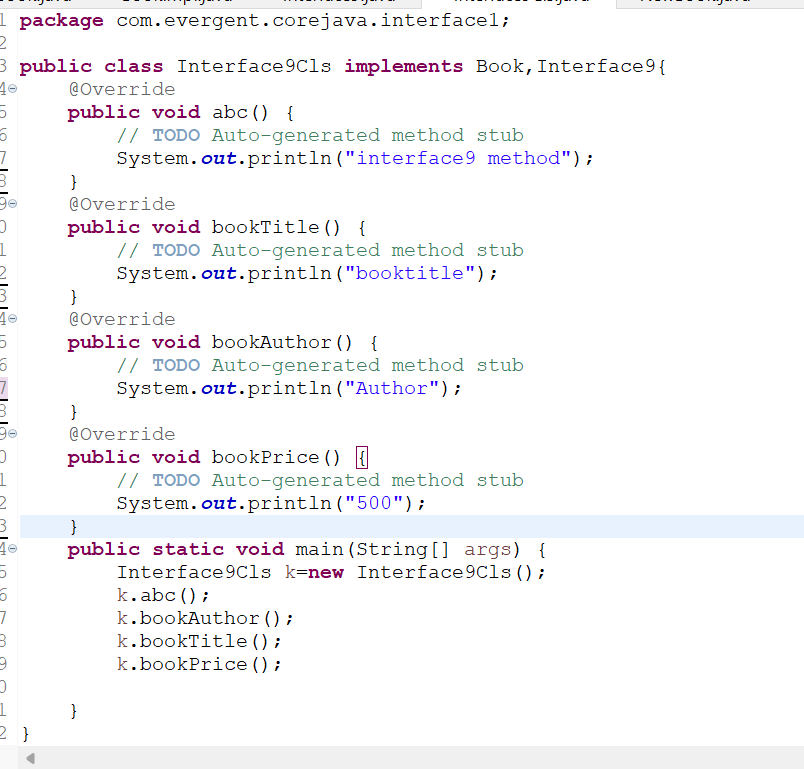 package com.evergent.corejava.interface1;
public class Interface9Cls implements Book,Interface9{
@Override
public void abc() {
// TODO Auto-generated method stub
System.out.println("interface9 method");
}
@Override
public void bookTitle() {
// TODO Auto-generated method stub
System.out.println("booktitle");
}
@Override
public void bookAuthor() {
// TODO Auto-generated method stub
System.out.println("Author");
}
@Override
public void bookPrice() {
// TODO Auto-generated method stub
System.out.println("500");
}
public static void main(String[] args) {
Interface9Cls k=new Interface9Cls();
k.abc();
k.bookAuthor();
k.bookTitle();
k.bookPrice();
}
}